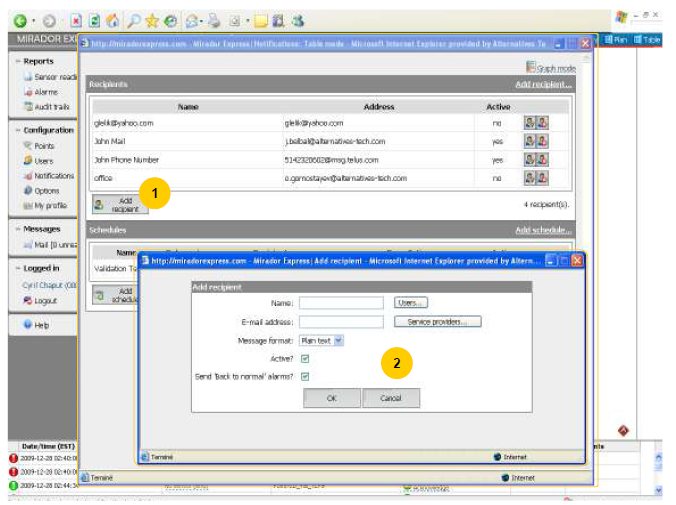 MIRADOR EX
http://miradorexpress.com - Mirador Express|Notifications: Table mode - Microsoft Internet Explorer provided by Alternatives Te
Plan Table
Graph mode
Reports
Sensor readi
Alarms
Audit trails
Configuration
Points
Users
Notifications
Options
My profile
Messages
Mail [0 unrea
Logged in
Cyril Chaput
Logout
Help
Recipients
Add recipient...
Name Address Active
glelik@yahoo.com glelik@yahoo.com no
John Mail j.belbal@alternatives-tech.com yes
John Phone Number 5142320602@msg.telus.com yes
office o.gornostayev@alternatives-tech.com no
Add recipient
1
4 recipient(s).
Schedules
Add schedule...
Name
Validation Te
Add schedule
http://miradorexpress.com - Mirador Express|Add recipient - Microsoft Internet Explorer provided by Altern...
Add recipient
Name: Users...
E-mail address: Service providers...
Message format: Plain text
Active?
2
Send 'Back to normal' alarms?
OK Cancel
Terminé Internet
Terminé Internet
Date/time (EST)
2009-12-28 02:40:0
2009-12-28 02:40:0
2009-12-28 02:44:3